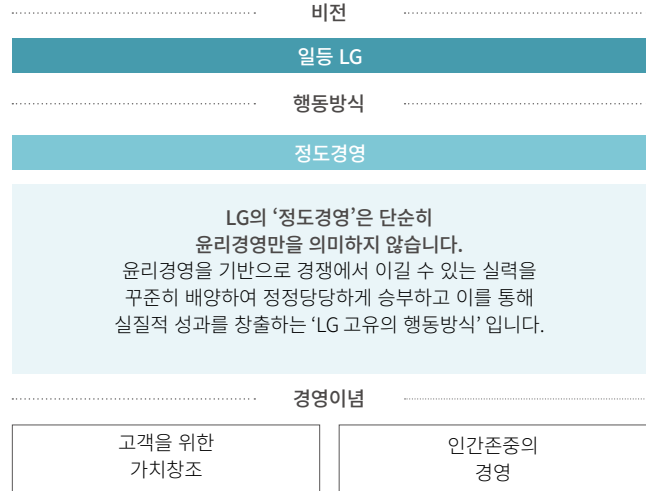 비전
일등 LG
행동방식
정도경영
LG의 ‘정도경영’은 단순히
윤리경영만을 의미하지 않습니다.
윤리경영을 기반으로 경쟁에서 이길 수 있는 실력을
꾸준히 배양하여 정정당당하게 승부하고 이를 통해
실질적 성과를 창출하는 ‘LG 고유의 행동방식’ 입니다.
경영이념
고객을 위한
가치창조
인간존중의
경영